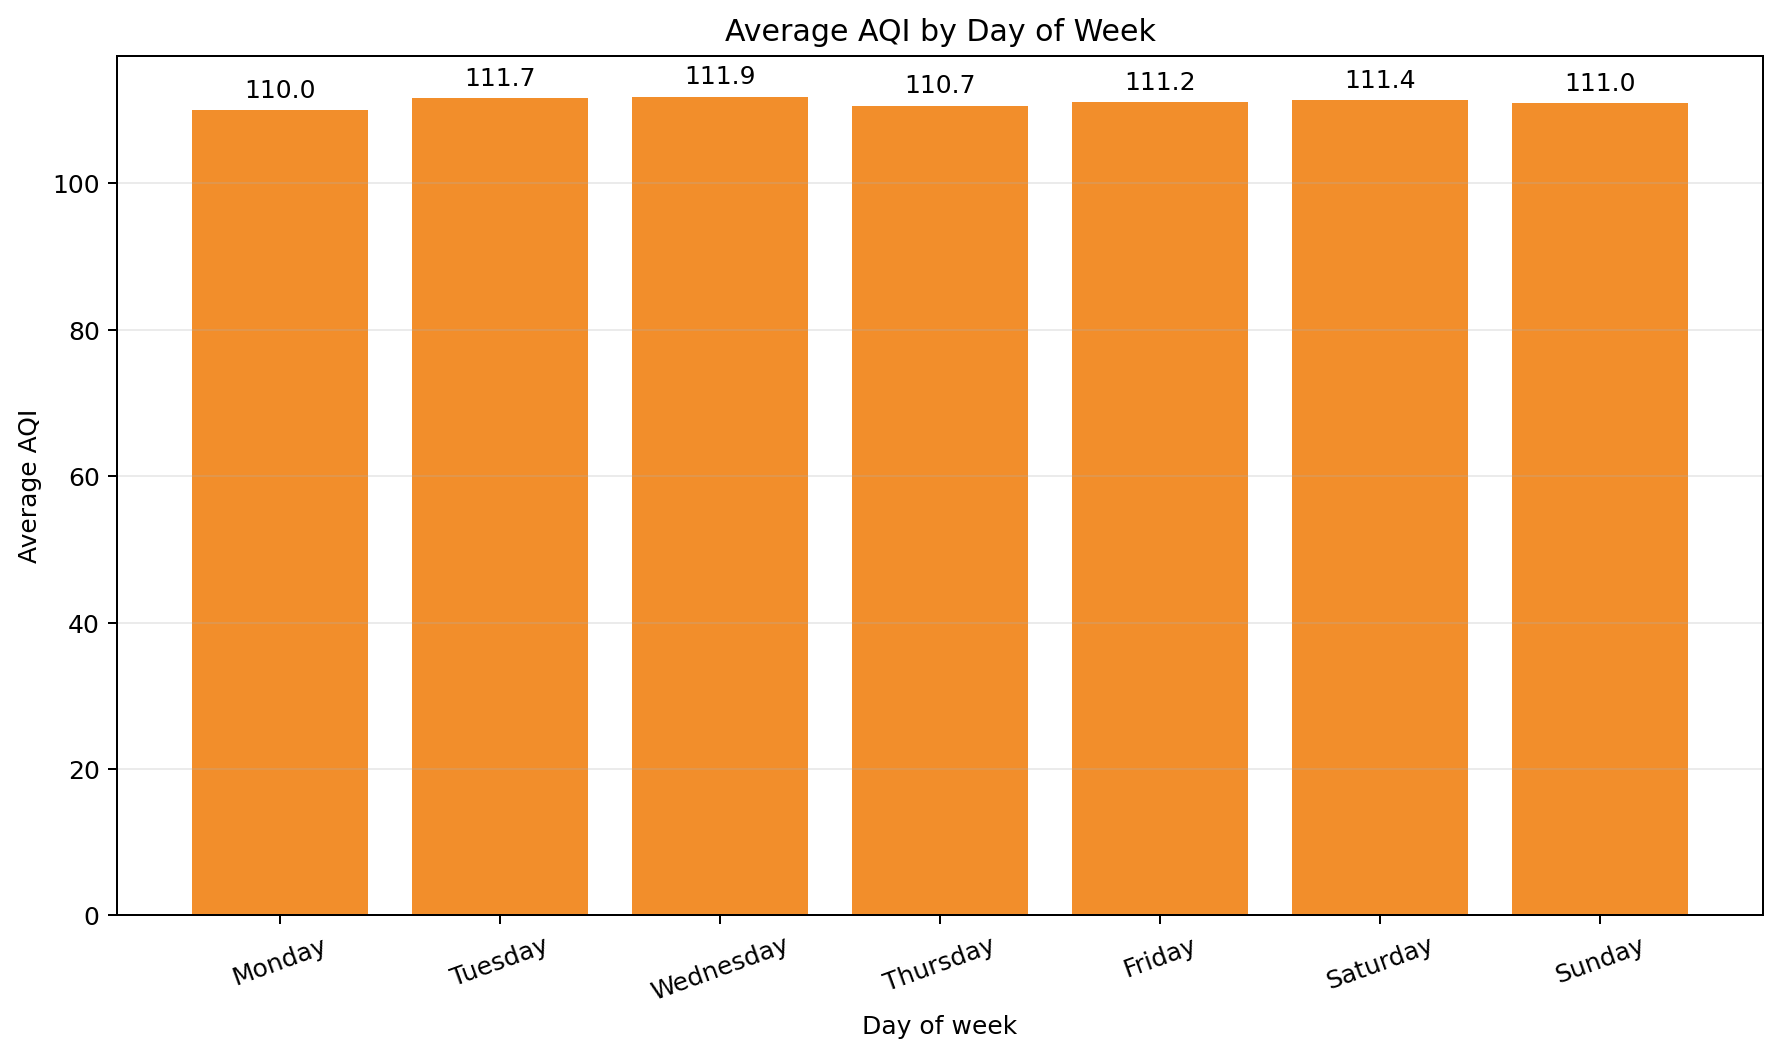 Average AQI by Day of Week
110.0 111.7 111.9 110.7 111.2 111.4 111.0
100
80
60
40
20
0
Average AQI
Monday Tuesday Wednesday Thursday Friday Saturday Sunday
Day of week